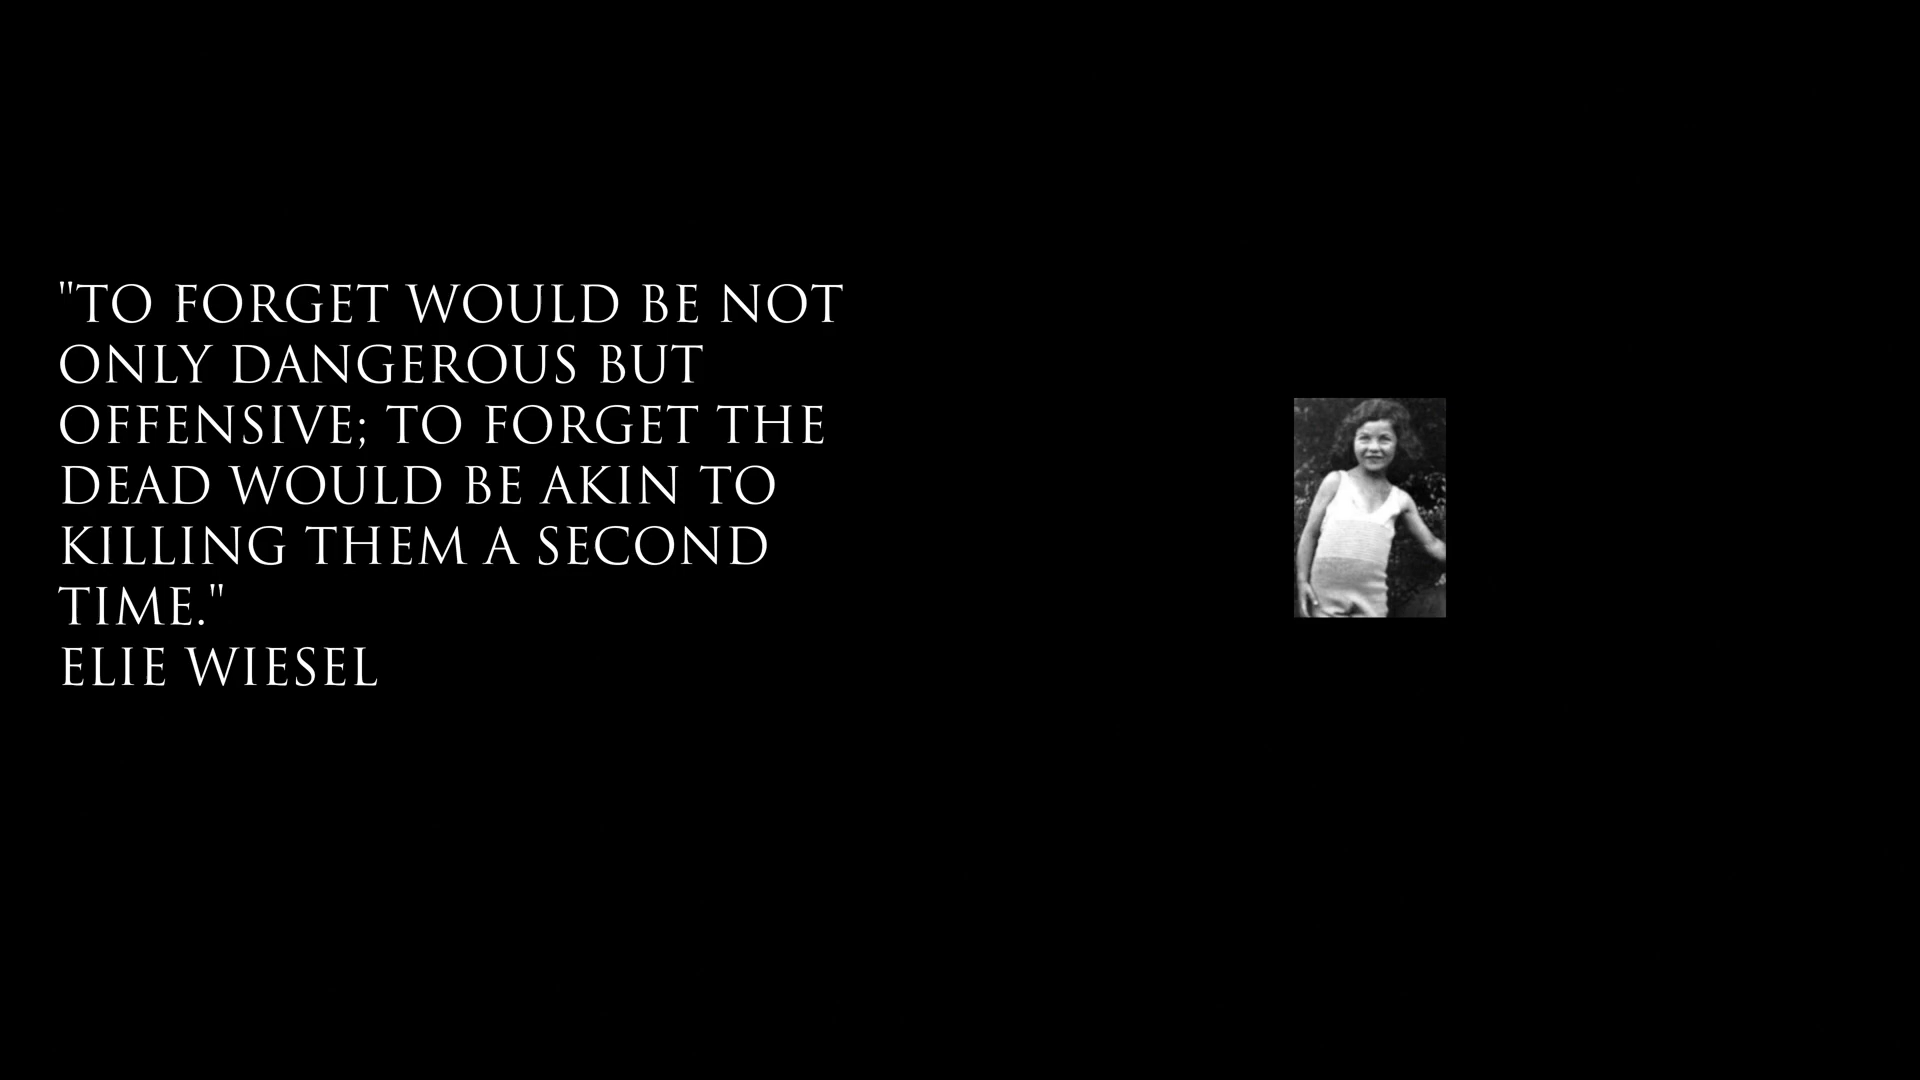 "TO FORGET WOULD BE NOT
ONLY DANGEROUS BUT
OFFENSIVE; TO FORGET THE
DEAD WOULD BE AKIN TO
KILLING THEM A SECOND
TIME."
ELIE WIESEL